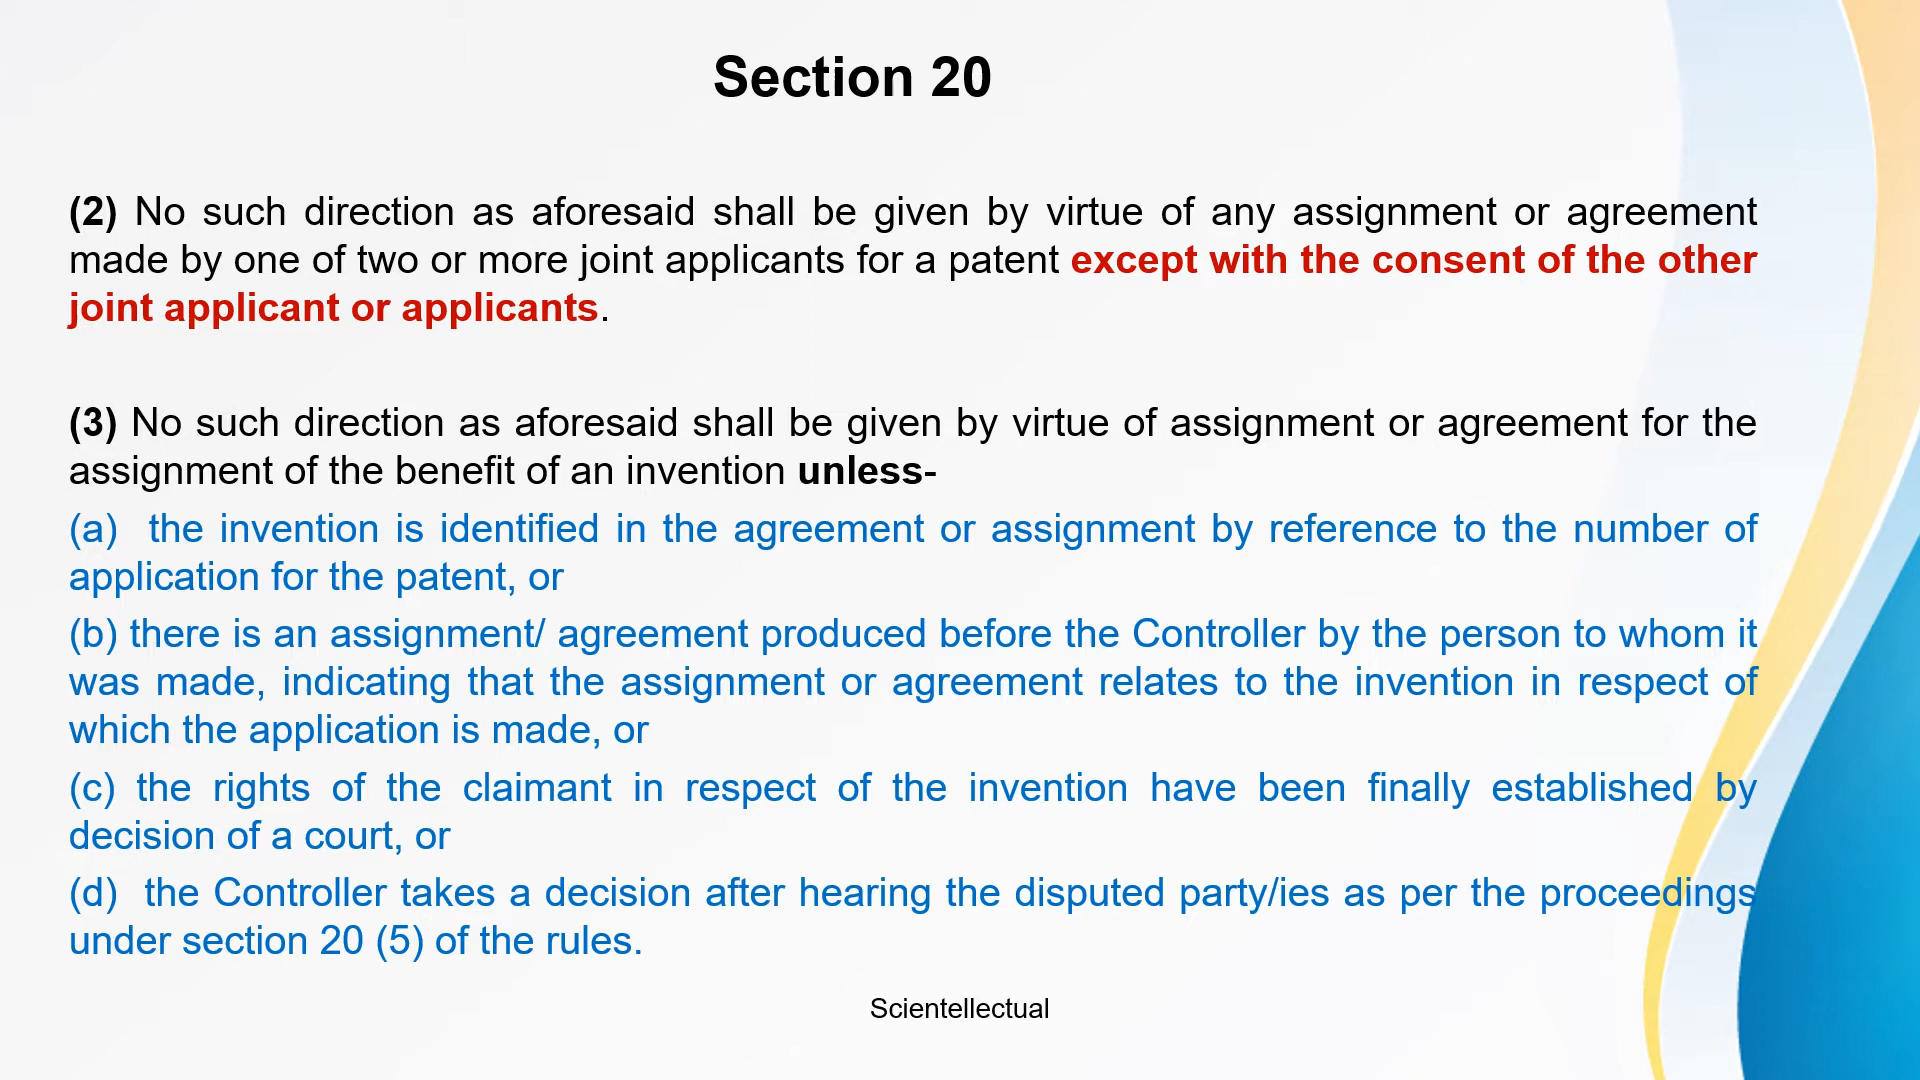 Section 20
(2) No such direction as aforesaid shall be given by virtue of any assignment or agreement
made by one of two or more joint applicants for a patent except with the consent of the other
joint applicant or applicants.
(3) No such direction as aforesaid shall be given by virtue of assignment or agreement for the
assignment of the benefit of an invention unless-
(a) the invention is identified in the agreement or assignment by reference to the number of
application for the patent, or
(b) there is an assignment/ agreement produced before the Controller by the person to whom it
was made, indicating that the assignment or agreement relates to the invention in respect of
which the application is made, or
(c) the rights of the claimant in respect of the invention have been finally established by
decision of a court, or
(d) the Controller takes a decision after hearing the disputed party/ies as per the proceedings
under section 20 (5) of the rules.
Scientellectual